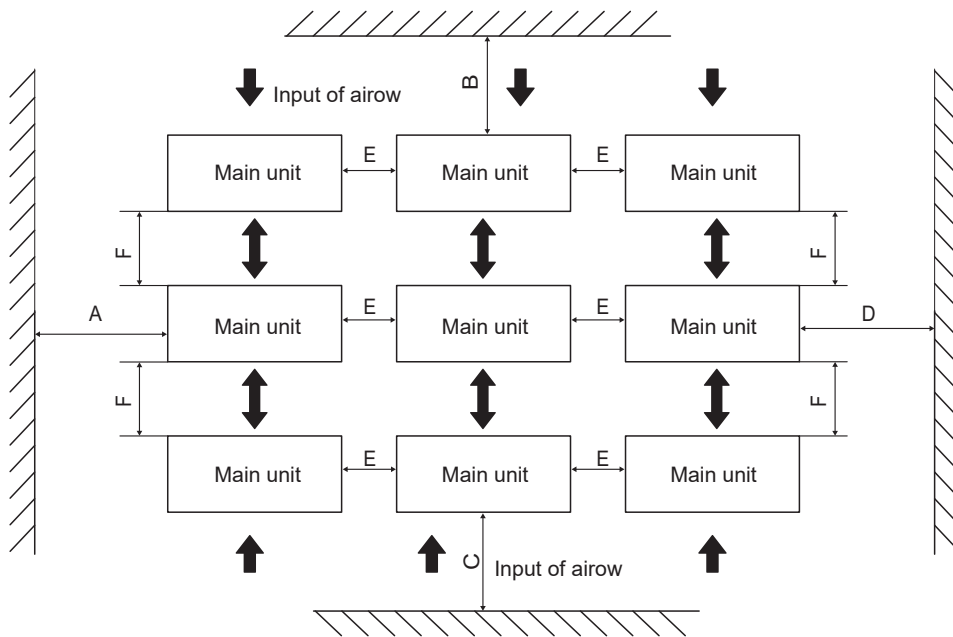 B
Input of airow
Main unit E Main unit E Main unit
F F
A Main unit E Main unit E Main unit D
F F
Main unit E Main unit E Main unit
C Input of airow